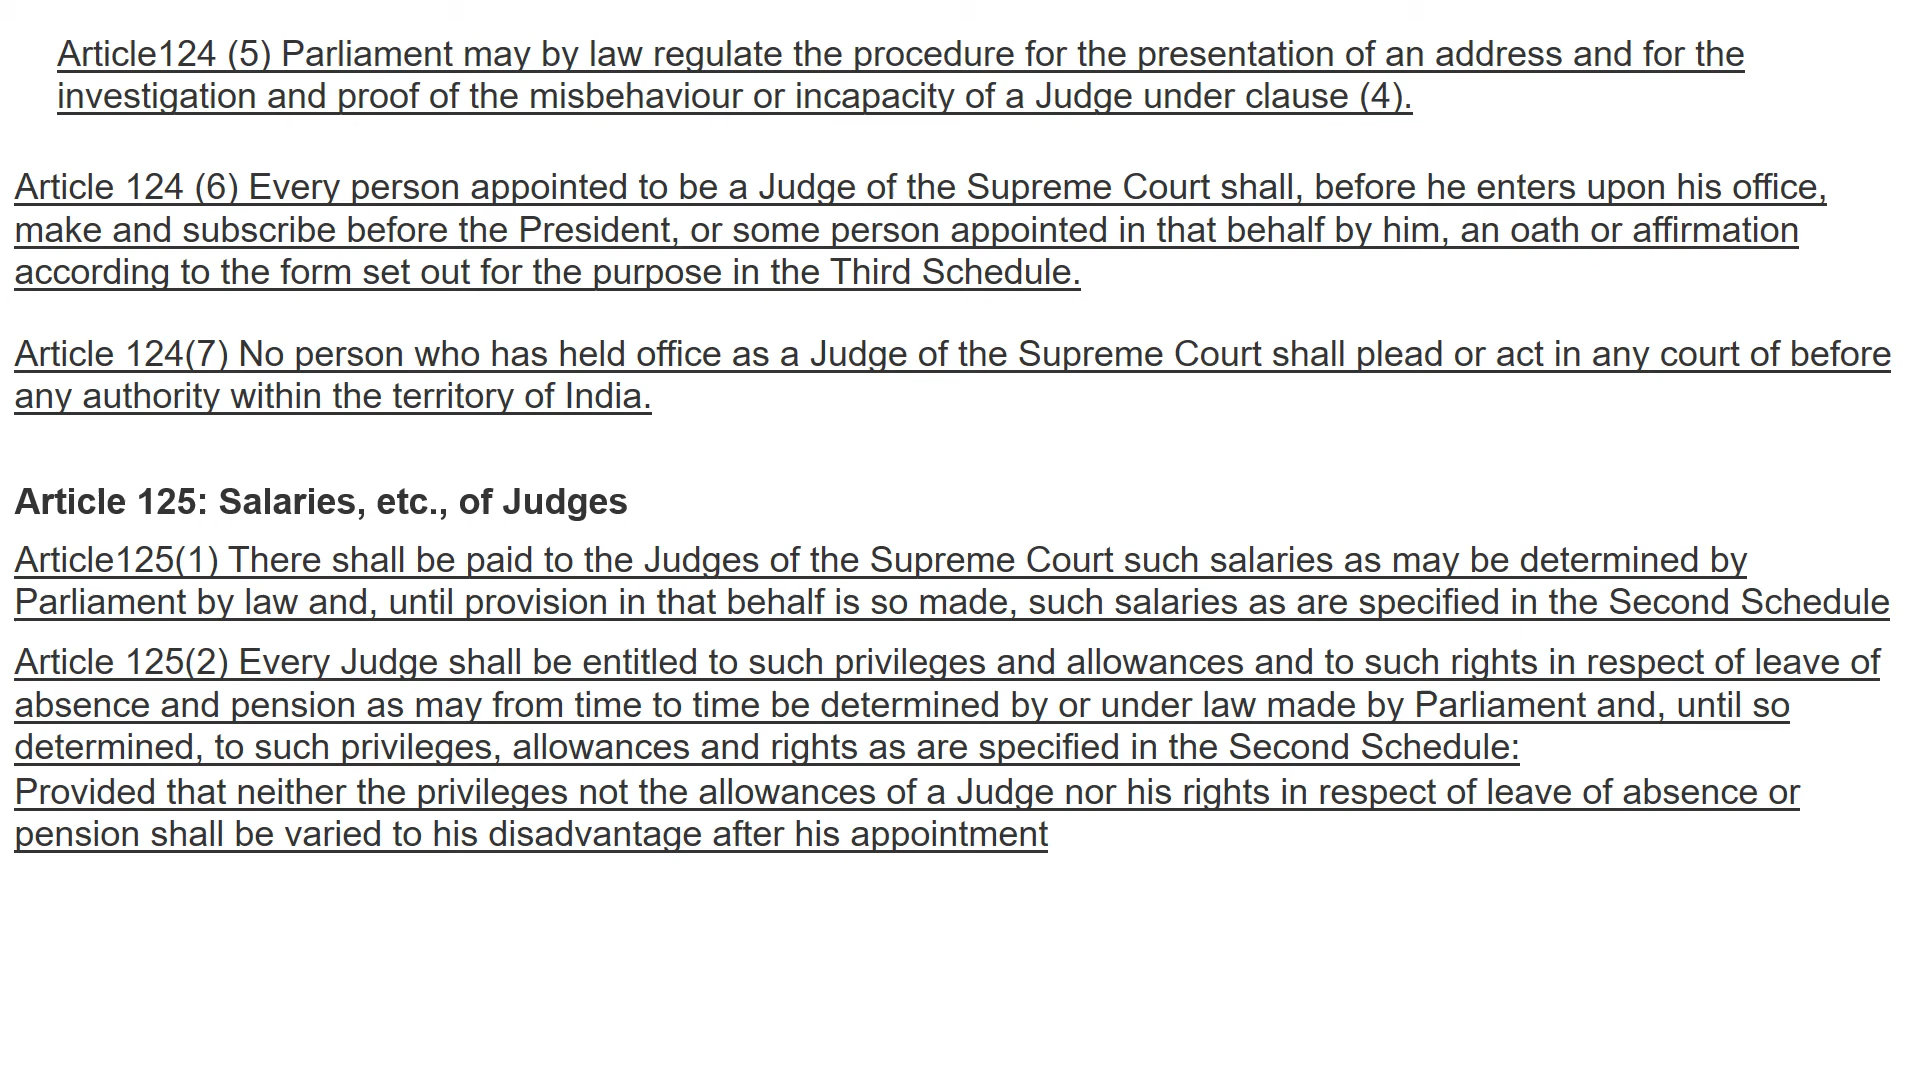 Article124 (5) Parliament may by law regulate the procedure for the presentation of an address and for the
investigation and proof of the misbehaviour or incapacity of a Judge under clause (4).
Article 124 (6) Every person appointed to be a Judge of the Supreme Court shall, before he enters upon his office,
make and subscribe before the President, or some person appointed in that behalf by him, an oath or affirmation
according to the form set out for the purpose in the Third Schedule.
Article 124(7) No person who has held office as a Judge of the Supreme Court shall plead or act in any court of before
any authority within the territory of India.
Article 125: Salaries, etc., of Judges
Article125(1) There shall be paid to the Judges of the Supreme Court such salaries as may be determined by
Parliament by law and, until provision in that behalf is so made, such salaries as are specified in the Second Schedule
Article 125(2) Every Judge shall be entitled to such privileges and allowances and to such rights in respect of leave of
absence and pension as may from time to time be determined by or under law made by Parliament and, until so
determined, to such privileges, allowances and rights as are specified in the Second Schedule:
Provided that neither the privileges not the allowances of a Judge nor his rights in respect of leave of absence or
pension shall be varied to his disadvantage after his appointment